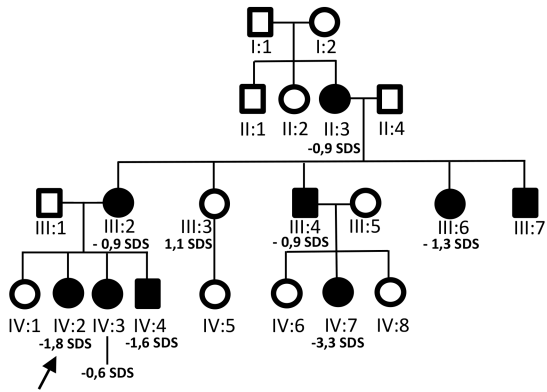 I:1 I:2
II:1 II:2 II:3 II:4
-0,9 SDS
III:1 III:2 III:3 III:4 III:5 III:6 III:7
- 0,9 SDS 1,1 SDS - 0,9 SDS - 1,3 SDS
IV:1 IV:2 IV:3 IV:4 IV:5 IV:6 IV:7 IV:8
-1,8 SDS -1,6 SDS -3,3 SDS
-0,6 SDS